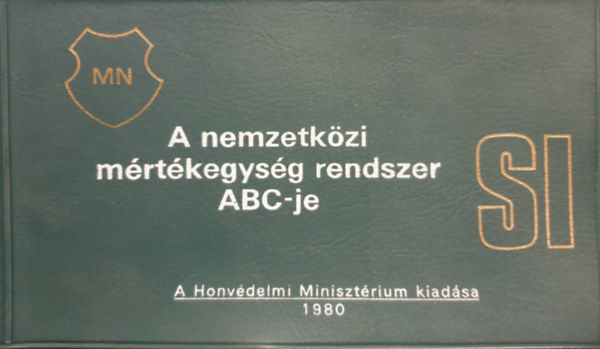 MN
A nemzetközi
mértékegység rendszer
ABC-je
SI
A Honvédelmi Minisztérium kiadása
1980